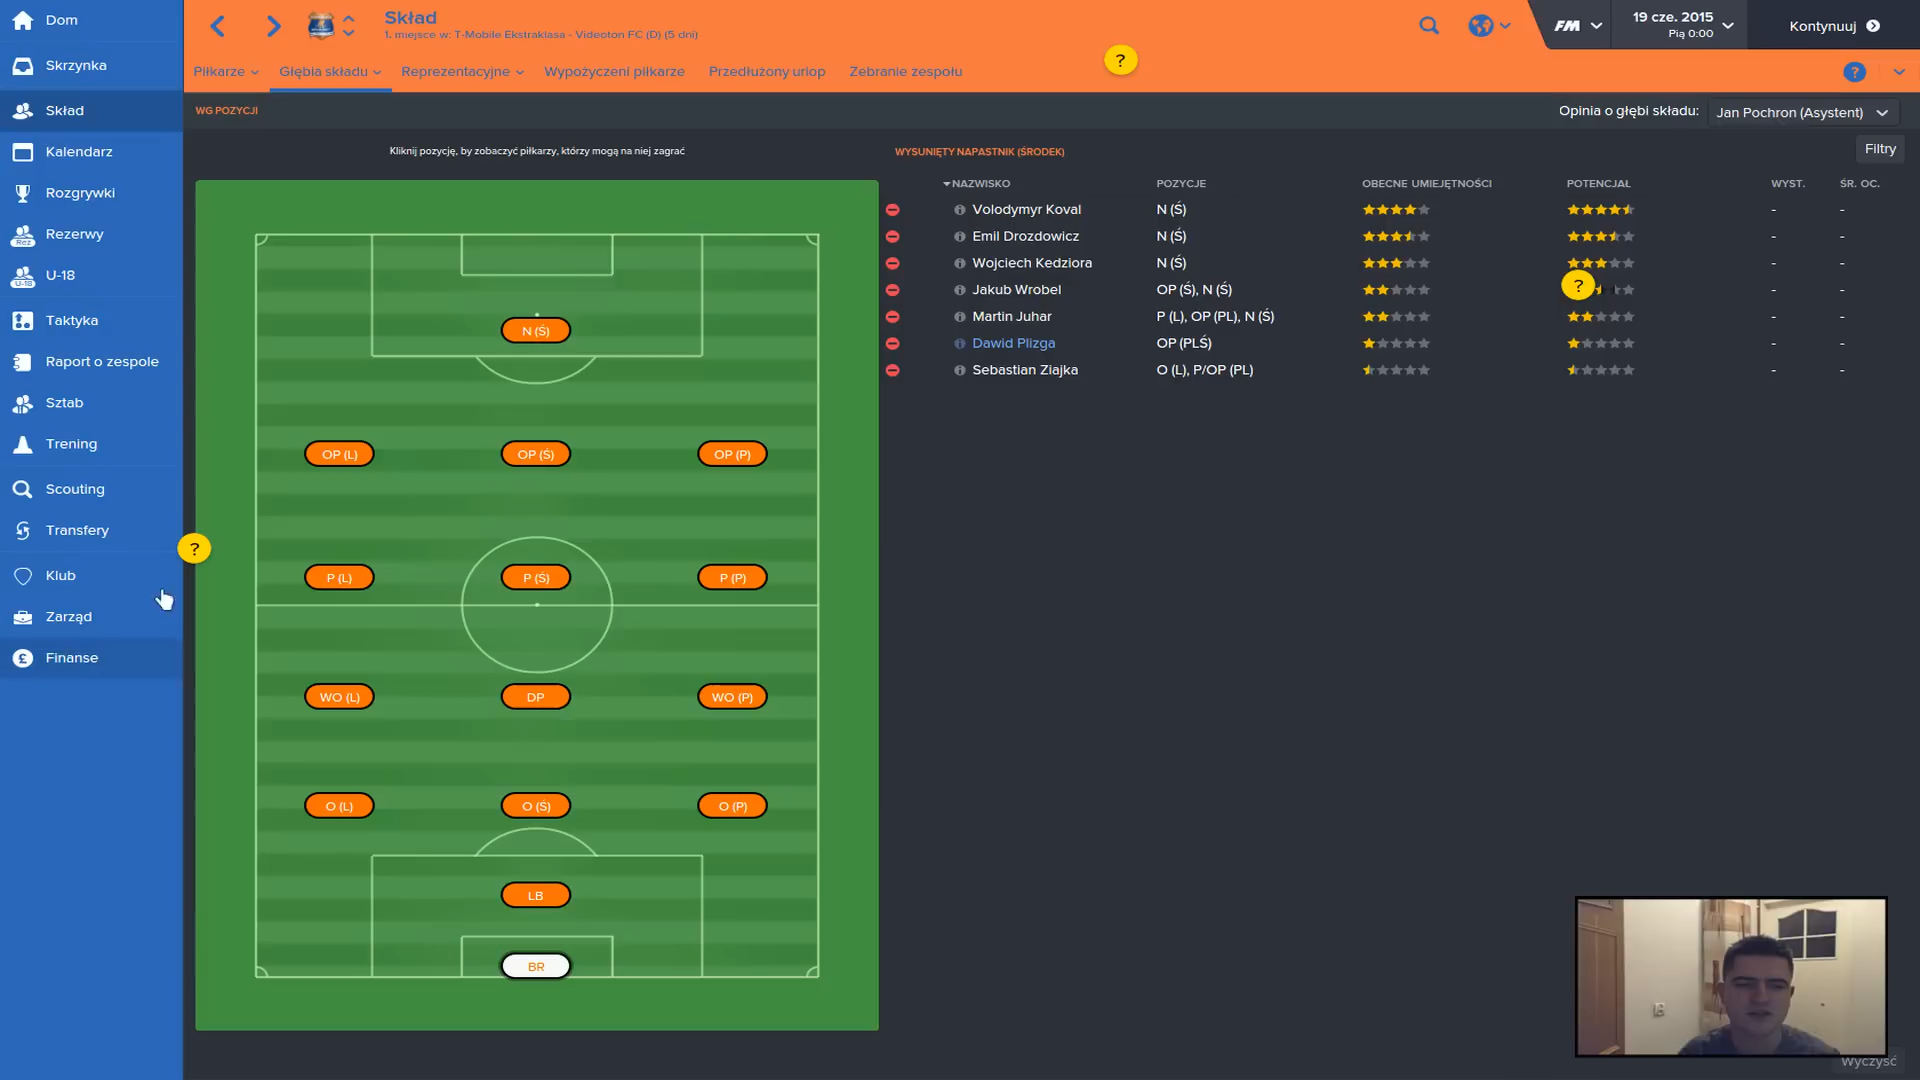 Dom
Skrzynka
Skład
Kalendarz
Rozgrywki
Rez
Rezerwy
U-18
U-18
Taktyka
Raport o zespole
Sztab
Trening
Scouting
Transfery
Klub
Zarząd
£
Finanse
Skład
1. miejsce w: T-Mobile Ekstraklasa - Videoton FC (D) (5 dni)
FM
19 cze. 2015
Pią 0:00
Kontynuuj
Piłkarze
Głębia składu
Reprezentacyjne
Wypożyczeni piłkarze
Przedłużony urlop
Zebranie zespołu
?
?
WG POZYCJI
Opinia o głębi składu:
Jan Pochron (Asystent)
Kliknij pozycję, by zobaczyć piłkarzy, którzy mogą na niej zagrać
WYSUNIĘTY NAPASTNIK (ŚRODEK)
Filtry
NAZWISKO POZYCJE OBECNE UMIEJĘTNOŚCI POTENCJAŁ WYST. ŚR. OC.
Volodymyr Koval N (Ś) - -
Emil Drozdowicz N (Ś) - -
Wojciech Kedziora N (Ś) - -
Jakub Wrobel OP (Ś), N (Ś) ? - -
Martin Juhar P (L), OP (PL), N (Ś) - -
Dawid Plizga OP (PLŚ) - -
Sebastian Ziajka O (L), P/OP (PL) - -
N (Ś)
OP (L) OP (Ś) OP (P)
?
P (L) P (Ś) P (P)
WO (L) DP WO (P)
O (L) O (Ś) O (P)
LB
BR
Wyczyść